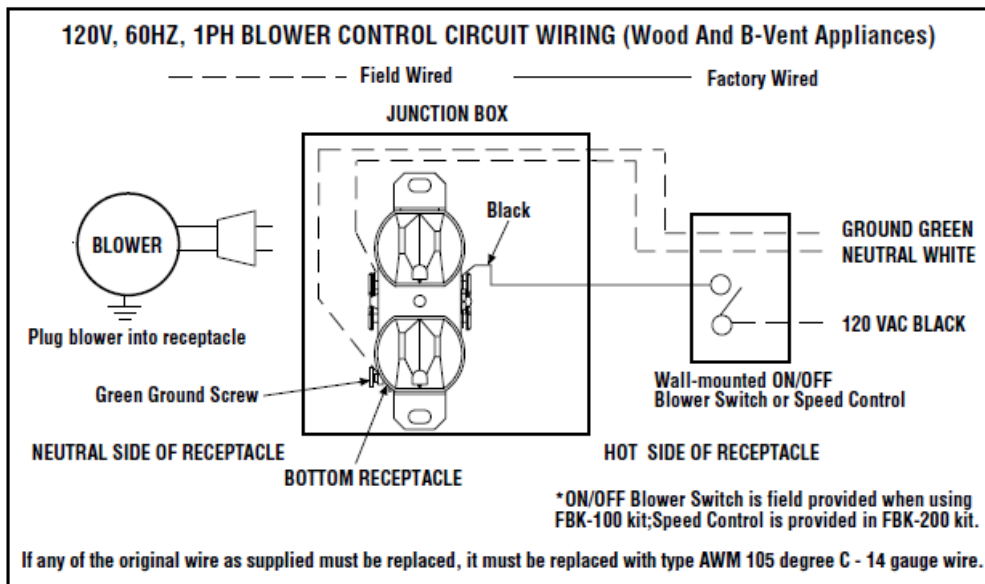 120V, 60HZ, 1PH BLOWER CONTROL CIRCUIT WIRING (Wood And B-Vent Appliances)
Field Wired
Factory Wired
JUNCTION BOX
Black
BLOWER
GROUND GREEN
NEUTRAL WHITE
120 VAC BLACK
Plug blower into receptacle
Green Ground Screw
Wall-mounted ON/OFF
Blower Switch or Speed Control
NEUTRAL SIDE OF RECEPTACLE
HOT SIDE OF RECEPTACLE
BOTTOM RECEPTACLE
*ON/OFF Blower Switch is field provided when using
FBK-100 kit;Speed Control is provided in FBK-200 kit.
If any of the original wire as supplied must be replaced, it must be replaced with type AWM 105 degree C - 14 gauge wire.